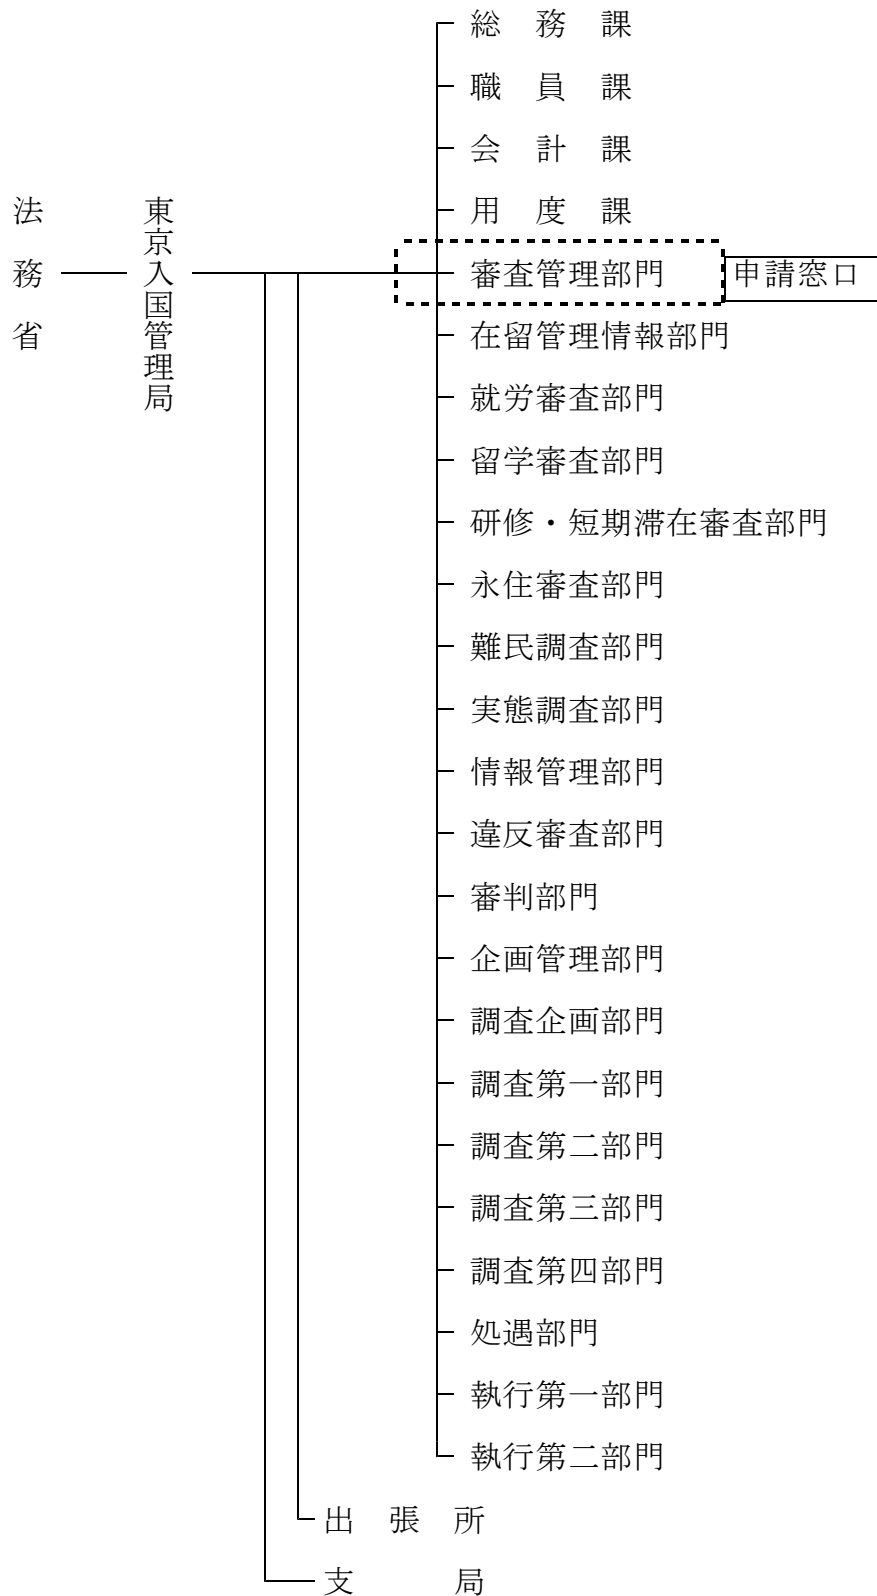 法務省
東京入国管理局
総務課
職員課
会計課
用度課
審査管理部門
申請窓口
在留管理情報部門
就労審査部門
留学審査部門
研修・短期滞在審査部門
永住審査部門
難民調査部門
実態調査部門
情報管理部門
違反審査部門
審判部門
企画管理部門
調査企画部門
調査第一部門
調査第二部門
調査第三部門
調査第四部門
処遇部門
執行第一部門
執行第二部門
出張所
支局